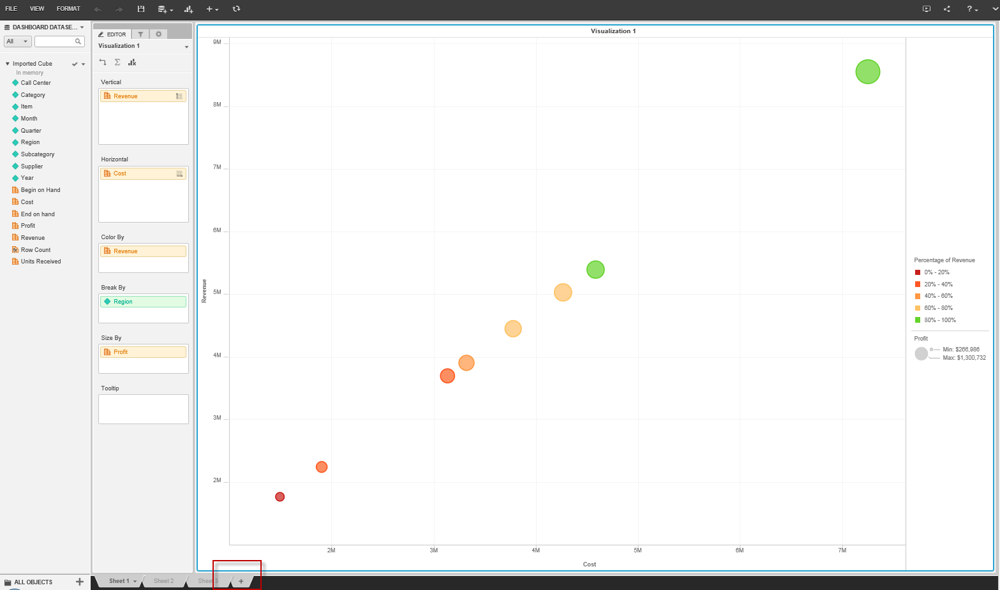 FILE VIEW FORMAT
DASHBOARD DATASE...
All
Imported Cube
In memory
Call Center
Category
Item
Month
Quarter
Region
Subcategory
Supplier
Year
Begin on Hand
Cost
End on hand
Profit
Revenue
Row Count
Units Received
ALL OBJECTS
EDITOR
Visualization 1
Vertical
Revenue
Horizontal
Cost
Color By
Revenue
Break By
Region
Size By
Profit
Tooltip
Visualization 1
9M
8M
7M
6M
5M
4M
3M
2M
Revenue
2M 3M 4M 5M 6M 7M
Cost
Percentage of Revenue
0% - 20%
20% - 40%
40% - 60%
60% - 80%
80% - 100%
Profit
Min: $266,986
Max: $1,300,732
Sheet 1 Sheet 2 Sheet 3 +